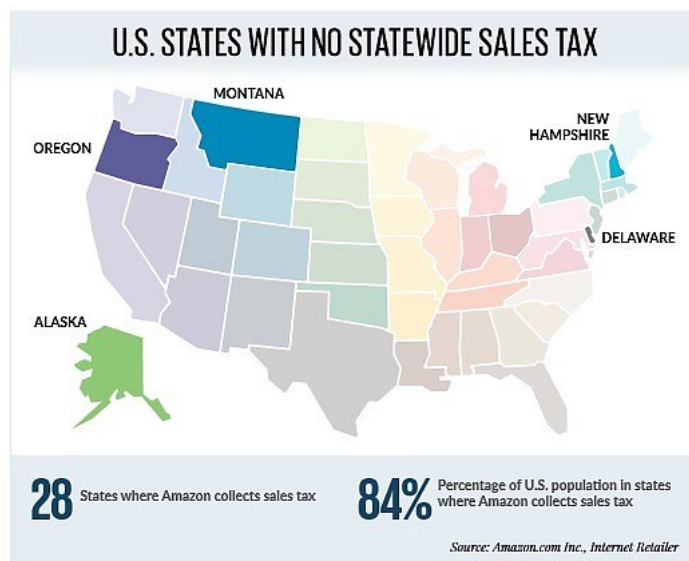 U.S. STATES WITH NO STATEWIDE SALES TAX
MONTANA
NEW
HAMPSHIRE
OREGON
DELAWARE
ALASKA
28 States where Amazon collects sales tax
84% Percentage of U.S. population in states
where Amazon collects sales tax
Source: Amazon.com Inc., Internet Retailer